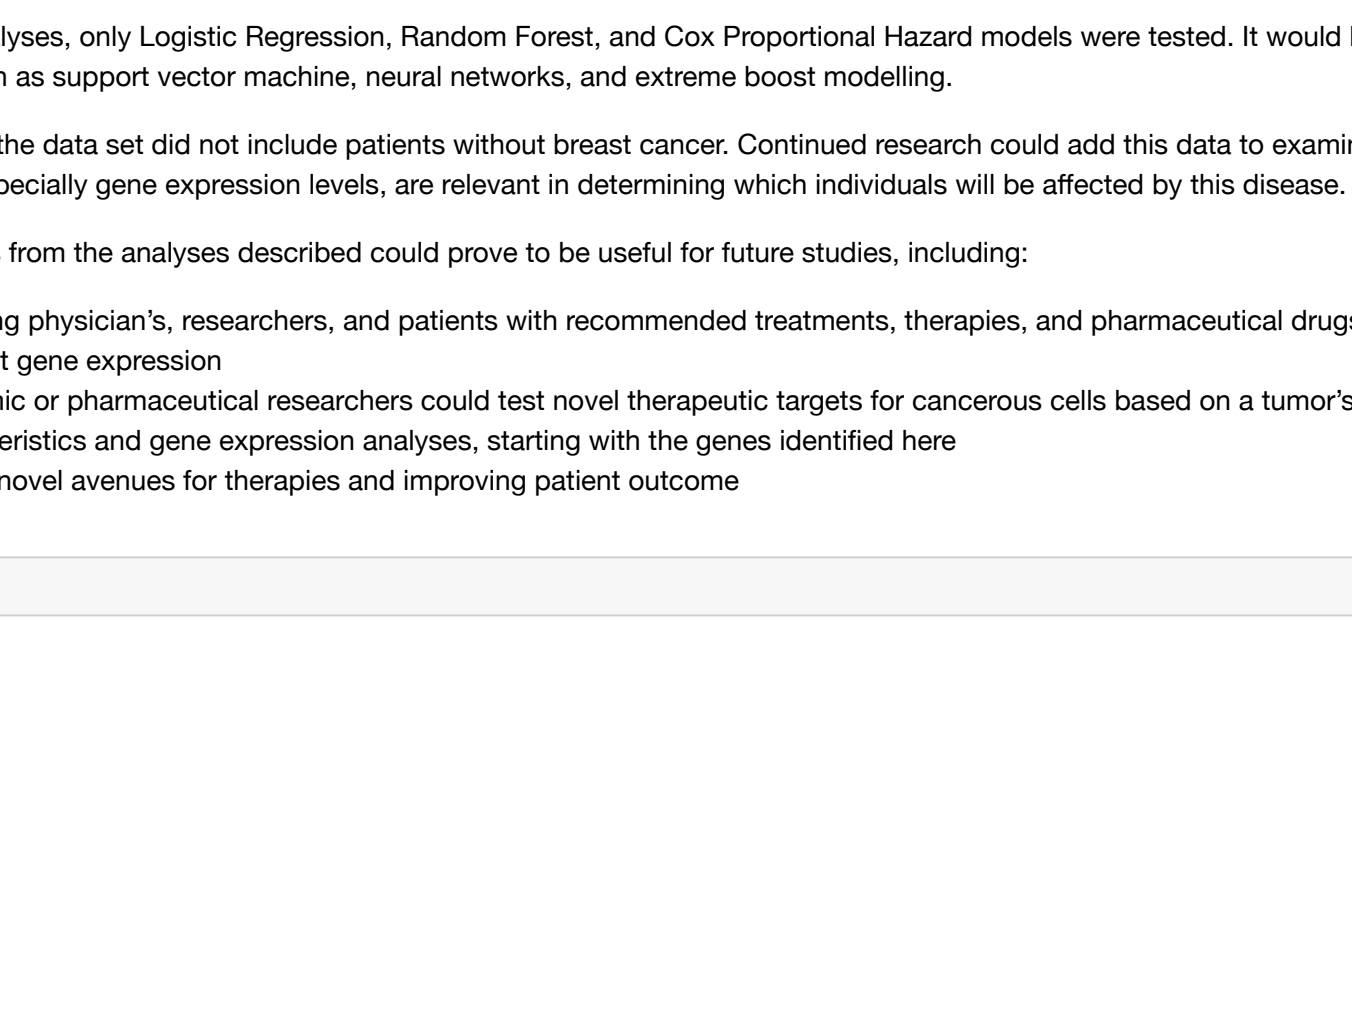 lyses, only Logistic Regression, Random Forest, and Cox Proportional Hazard models were tested. It would
as support vector machine, neural networks, and extreme boost modelling.
the data set did not include patients without breast cancer. Continued research could add this data to exami
pecially gene expression levels, are relevant in determining which individuals will be affected by this disease.
from the analyses described could prove to be useful for future studies, including:
ng physician’s, researchers, and patients with recommended treatments, therapies, and pharmaceutical drugs
t gene expression
nic or pharmaceutical researchers could test novel therapeutic targets for cancerous cells based on a tumor’s
eristics and gene expression analyses, starting with the genes identified here
novel avenues for therapies and improving patient outcome